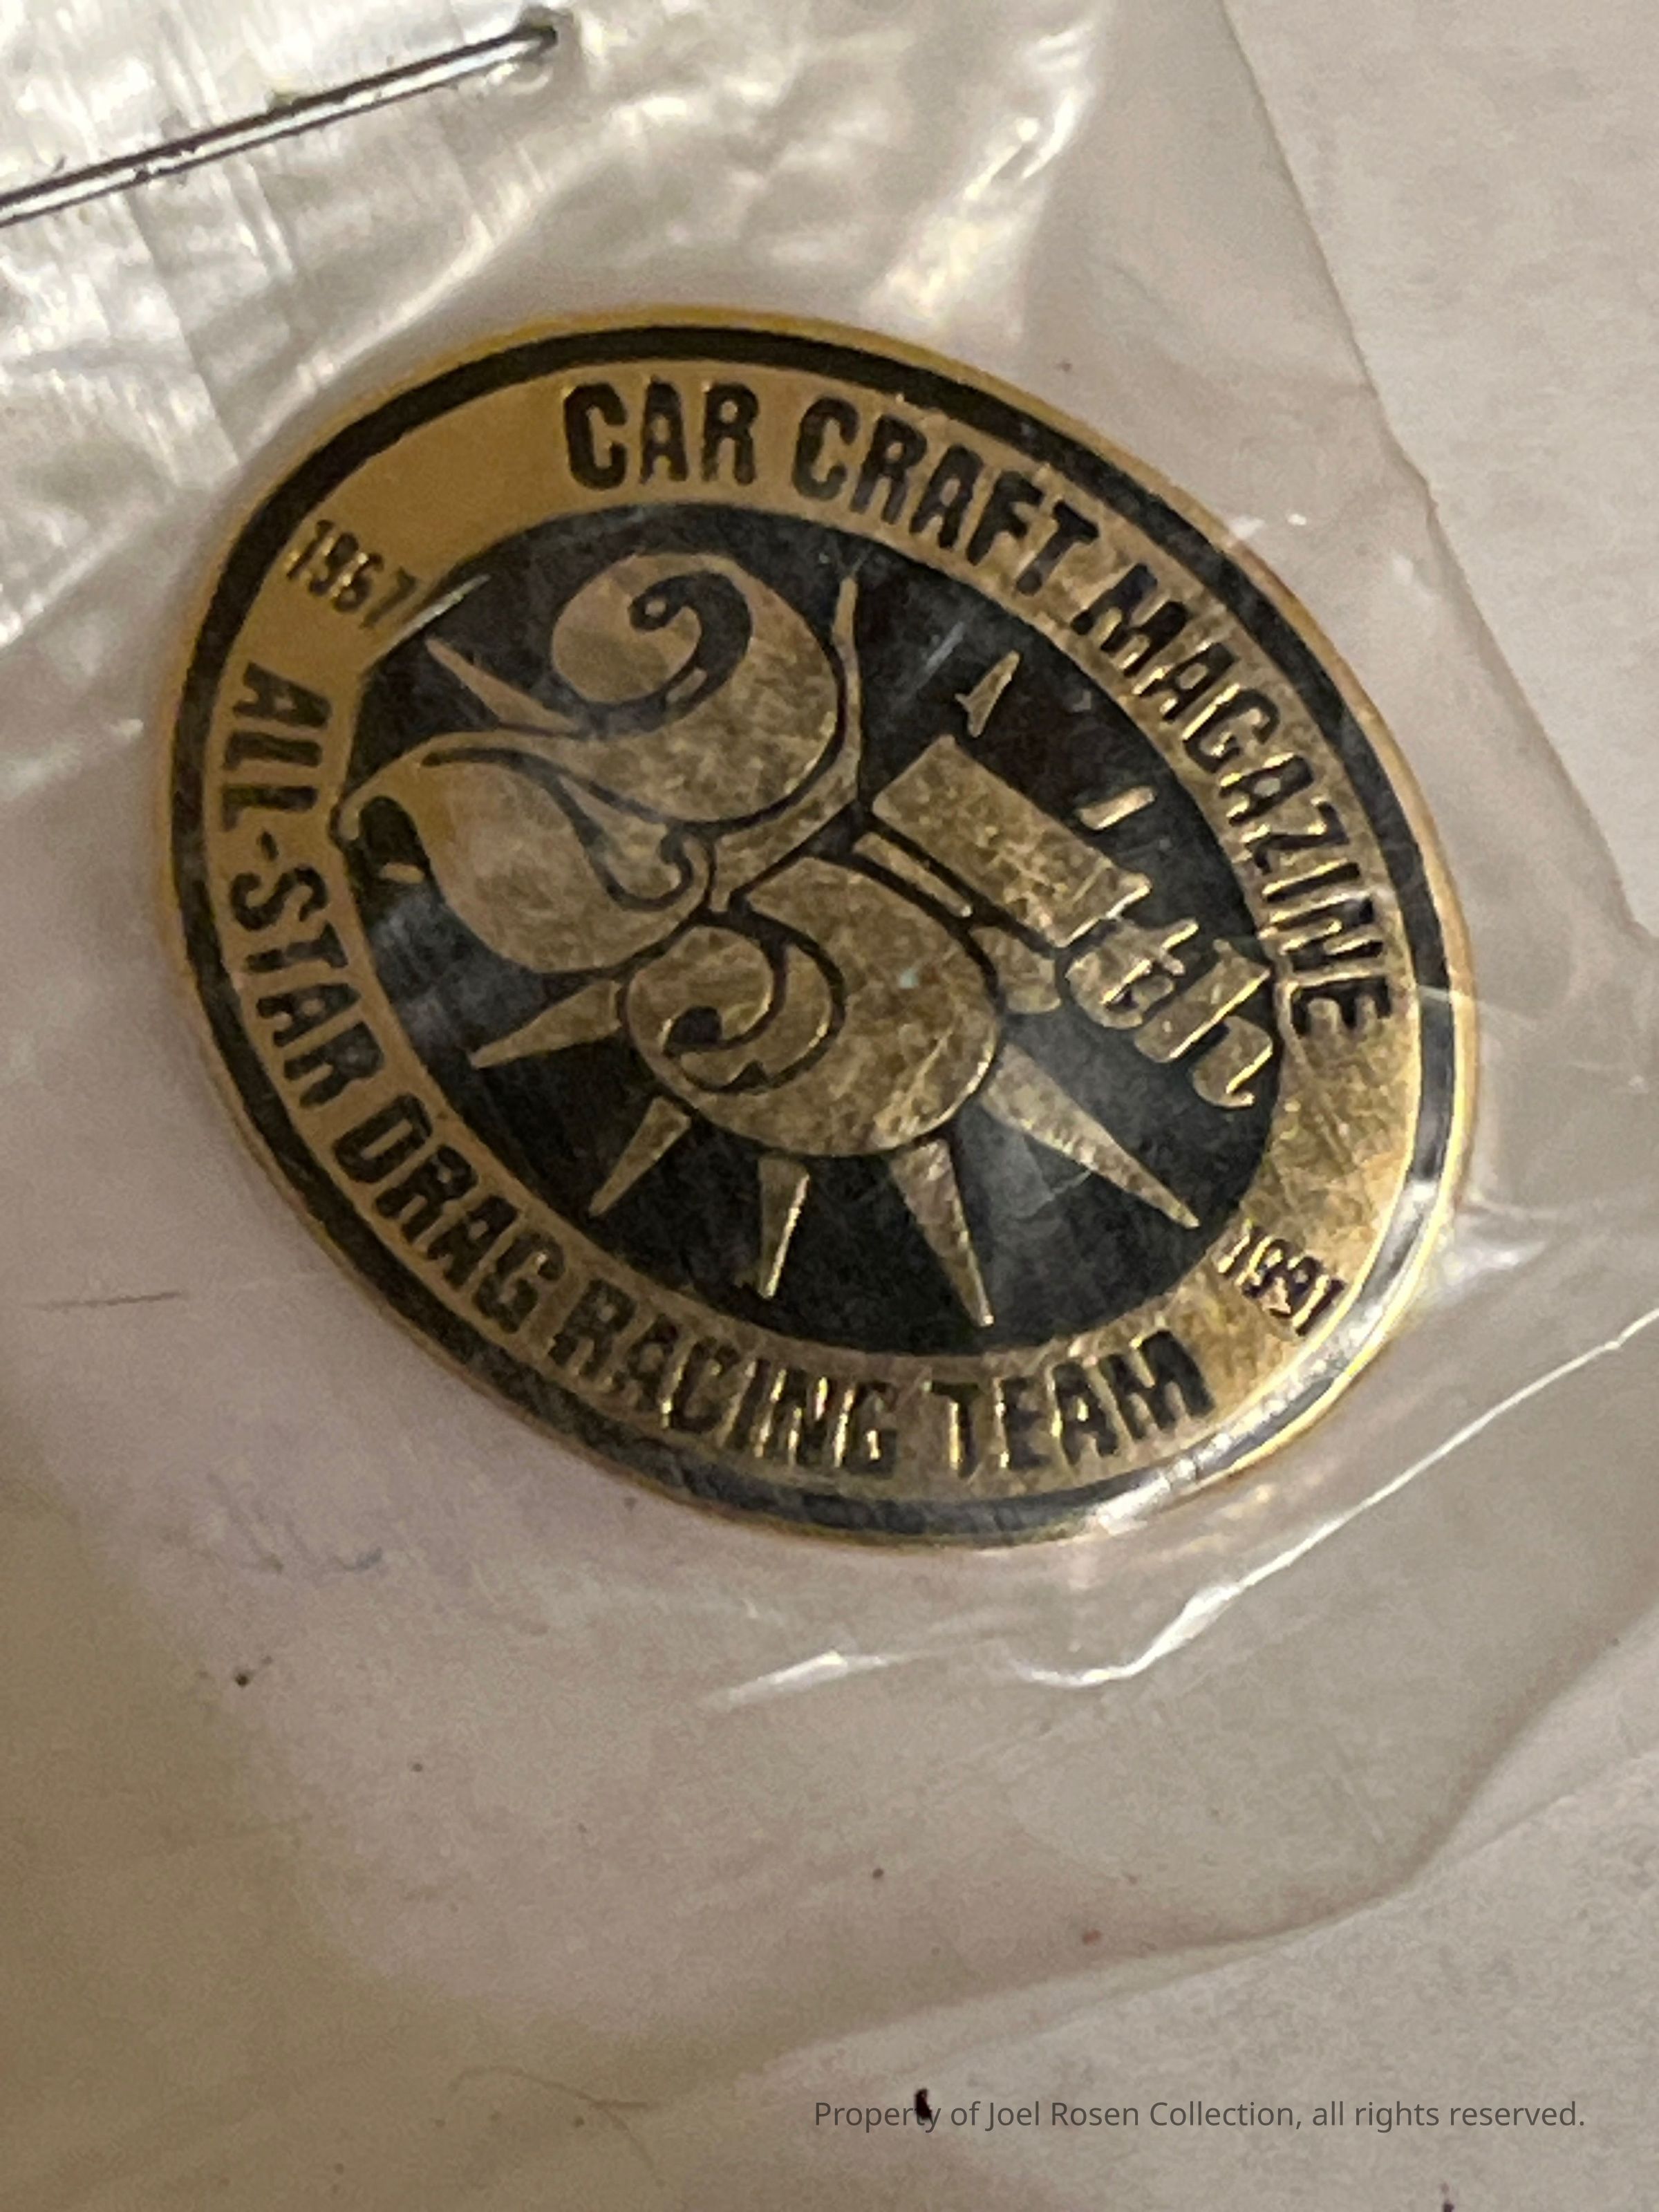 CAR CRAFT MAGAZINE
1967
25th
1991
ALL-STAR DRAG RACING TEAM
Property of Joel Rosen Collection, all rights reserved.